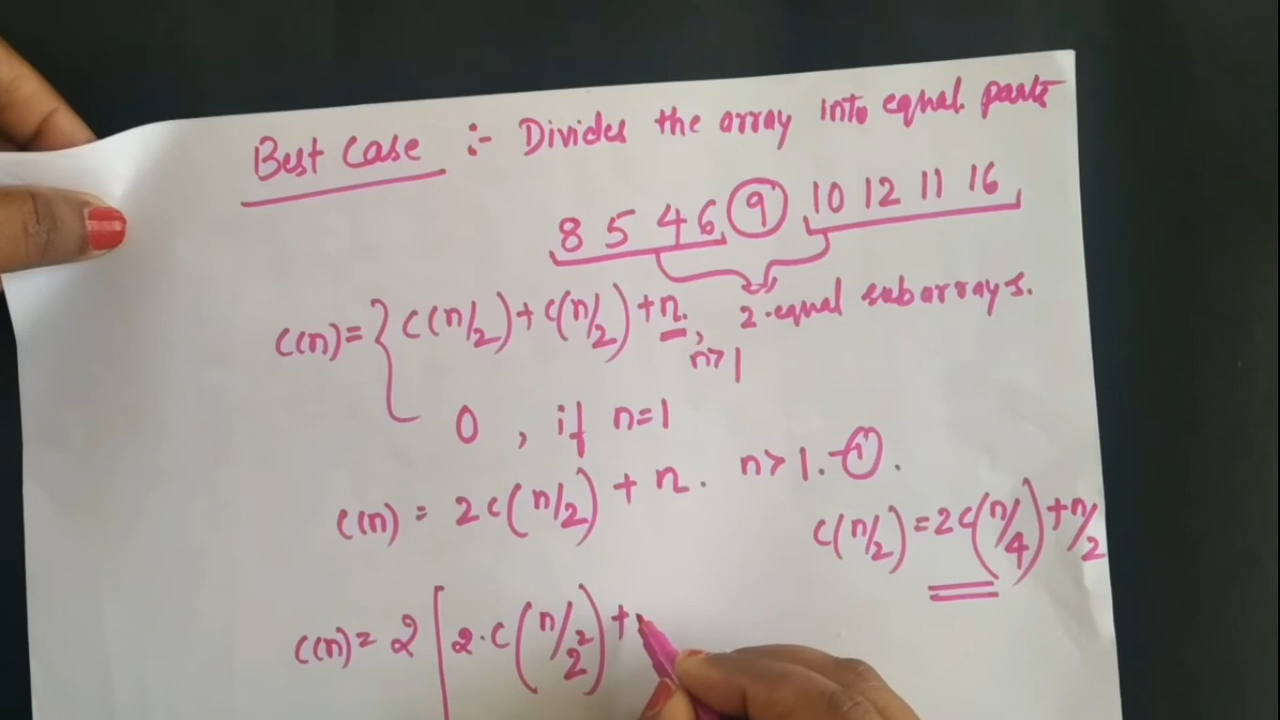 Best Case :- Divides the array into equal parts
8 5 4 6 9 10 12 11 16
2 equal subarrays.
C(n) = { C(n/2) + C(n/2) + n, n>1
0, if n=1
C(n) = 2C(n/2) + n. n>1. - 1.
C(n/2) = 2C(n/4) + n/2
C(n) = 2 [ 2.C(n/2²) +